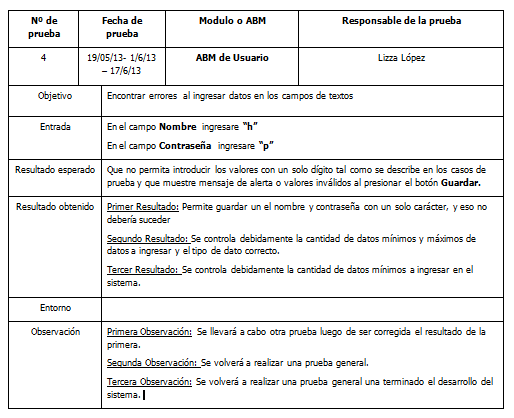 Nº de prueba	Fecha de prueba	Modulo o ABM	Responsable de la prueba
4	19/05/13- 1/6/13 – 17/6/13	ABM de Usuario	Lizza López
Objetivo	Encontrar errores al ingresar datos en los campos de textos
Entrada	En el campo Nombre ingresare “h”
En el campo Contraseña ingresare “p”
Resultado esperado	Que no permita introducir los valores con un solo dígito tal como se describe en los casos de
prueba y que muestre mensaje de alerta o valores inválidos al presionar el botón Guardar.
Resultado obtenido	Primer Resultado: Permite guardar un el nombre y contraseña con un solo carácter, y eso no
debería suceder
Segundo Resultado: Se controla debidamente la cantidad de datos mínimos y máximos de
datos a ingresar y el tipo de dato correcto.
Tercer Resultado: Se controla debidamente la cantidad de datos mínimos a ingresar en el
sistema.
Entorno
Observación	Primera Observación: Se llevará a cabo otra prueba luego de ser corregida el resultado de la
primera.
Segunda Observación: Se volverá a realizar una prueba general.
Tercera Observación: Se volverá a realizar una prueba general una terminado el desarrollo del
sistema.